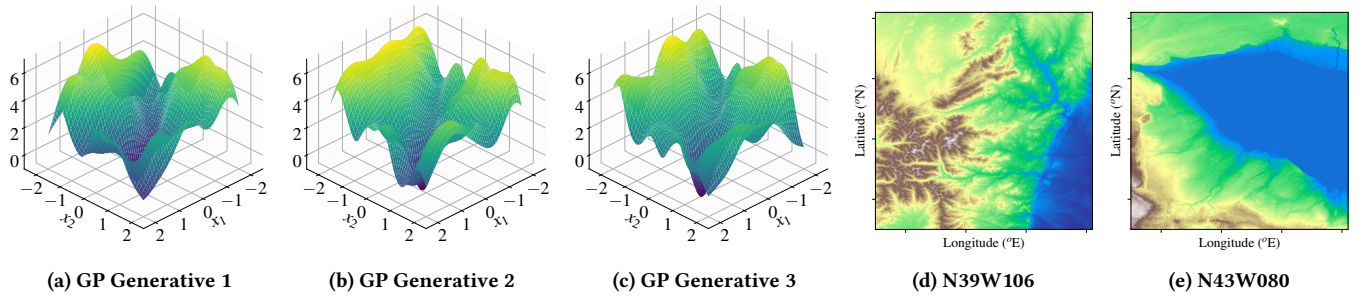 6
4
2
0
−2
−1
0
1
2
x₂
2
1
0
−1
−2
x₁
(a) GP Generative 1
6
4
2
0
−2
−1
0
1
2
x₂
2
1
0
−1
−2
x₁
(b) GP Generative 2
6
4
2
0
−2
−1
0
1
2
x₂
2
1
0
−1
−2
x₁
(c) GP Generative 3
Latitude (°N)
Longitude (°E)
(d) N39W106
Latitude (°N)
Longitude (°E)
(e) N43W080